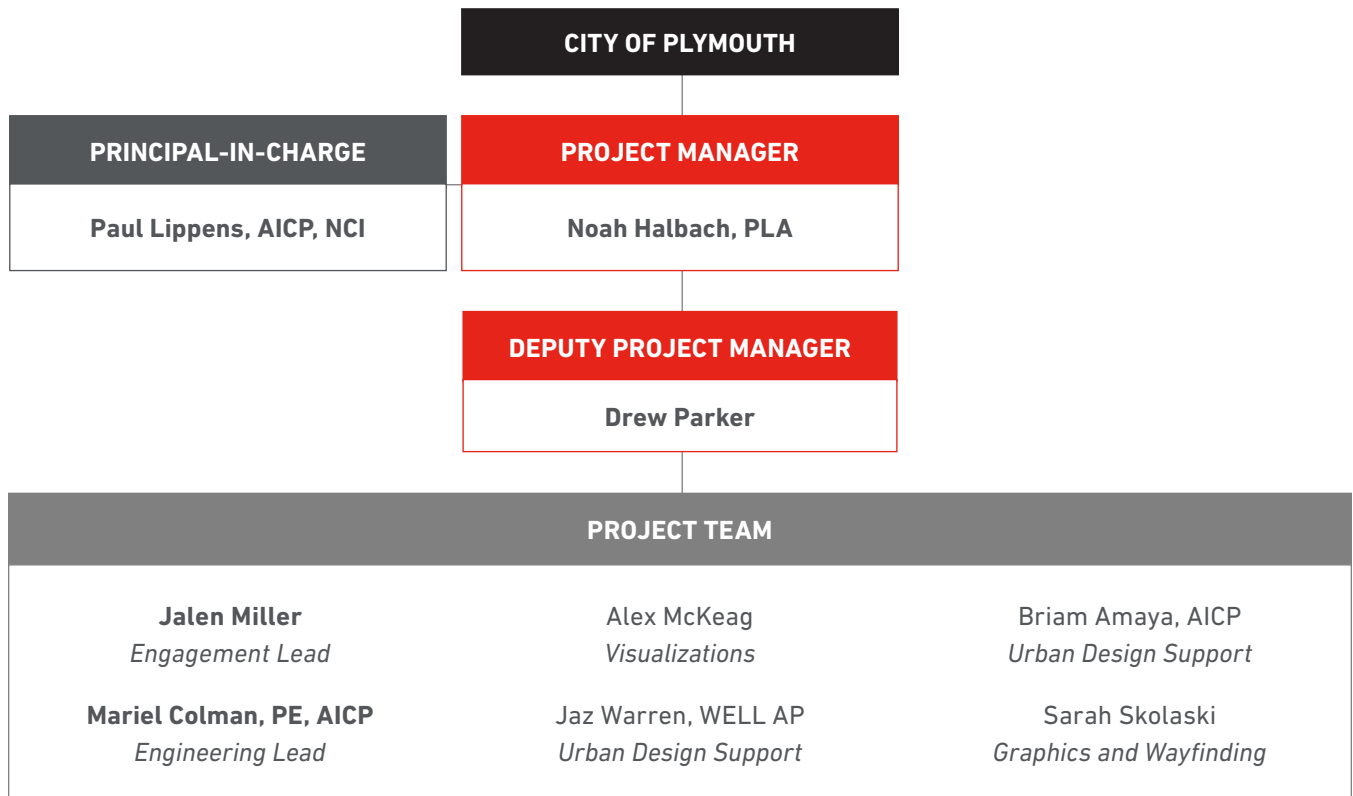 CITY OF PLYMOUTH
PRINCIPAL-IN-CHARGE
Paul Lippens, AICP, NCI
PROJECT MANAGER
Noah Halbach, PLA
DEPUTY PROJECT MANAGER
Drew Parker
PROJECT TEAM
Jalen Miller
Engagement Lead
Mariel Colman, PE, AICP
Engineering Lead
Alex McKeag
Visualizations
Jaz Warren, WELL AP
Urban Design Support
Briam Amaya, AICP
Urban Design Support
Sarah Skolaski
Graphics and Wayfinding